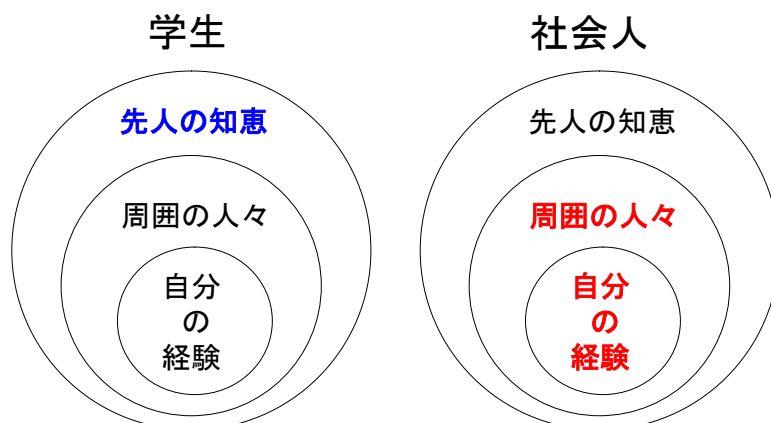 学生
先人の知恵
周囲の人々
自分
の
経験
社会人
先人の知恵
周囲の人々
自分
の
経験